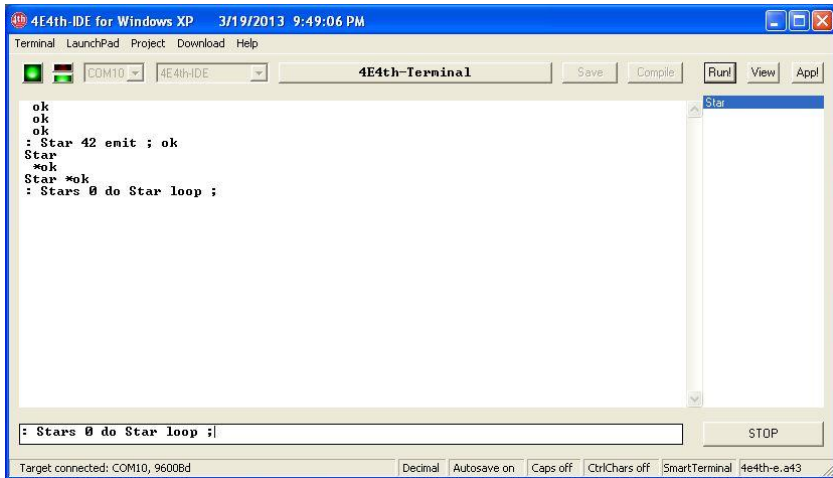 4th 4E4th-IDE for Windows XP 3/19/2013 9:49:06 PM
Terminal LaunchPad Project Download Help
COM10 4E4th-IDE 4E4th-Terminal Save Compile Run! View App!
ok
ok
ok
: Star 42 emit ; ok
Star
*ok
Star *ok
: Stars 0 do Star loop ;
Star
: Stars 0 do Star loop ;
STOP
Target connected: COM10, 9600Bd Decimal Autosave on Caps off CtrlChars off SmartTerminal 4e4th-e.a43